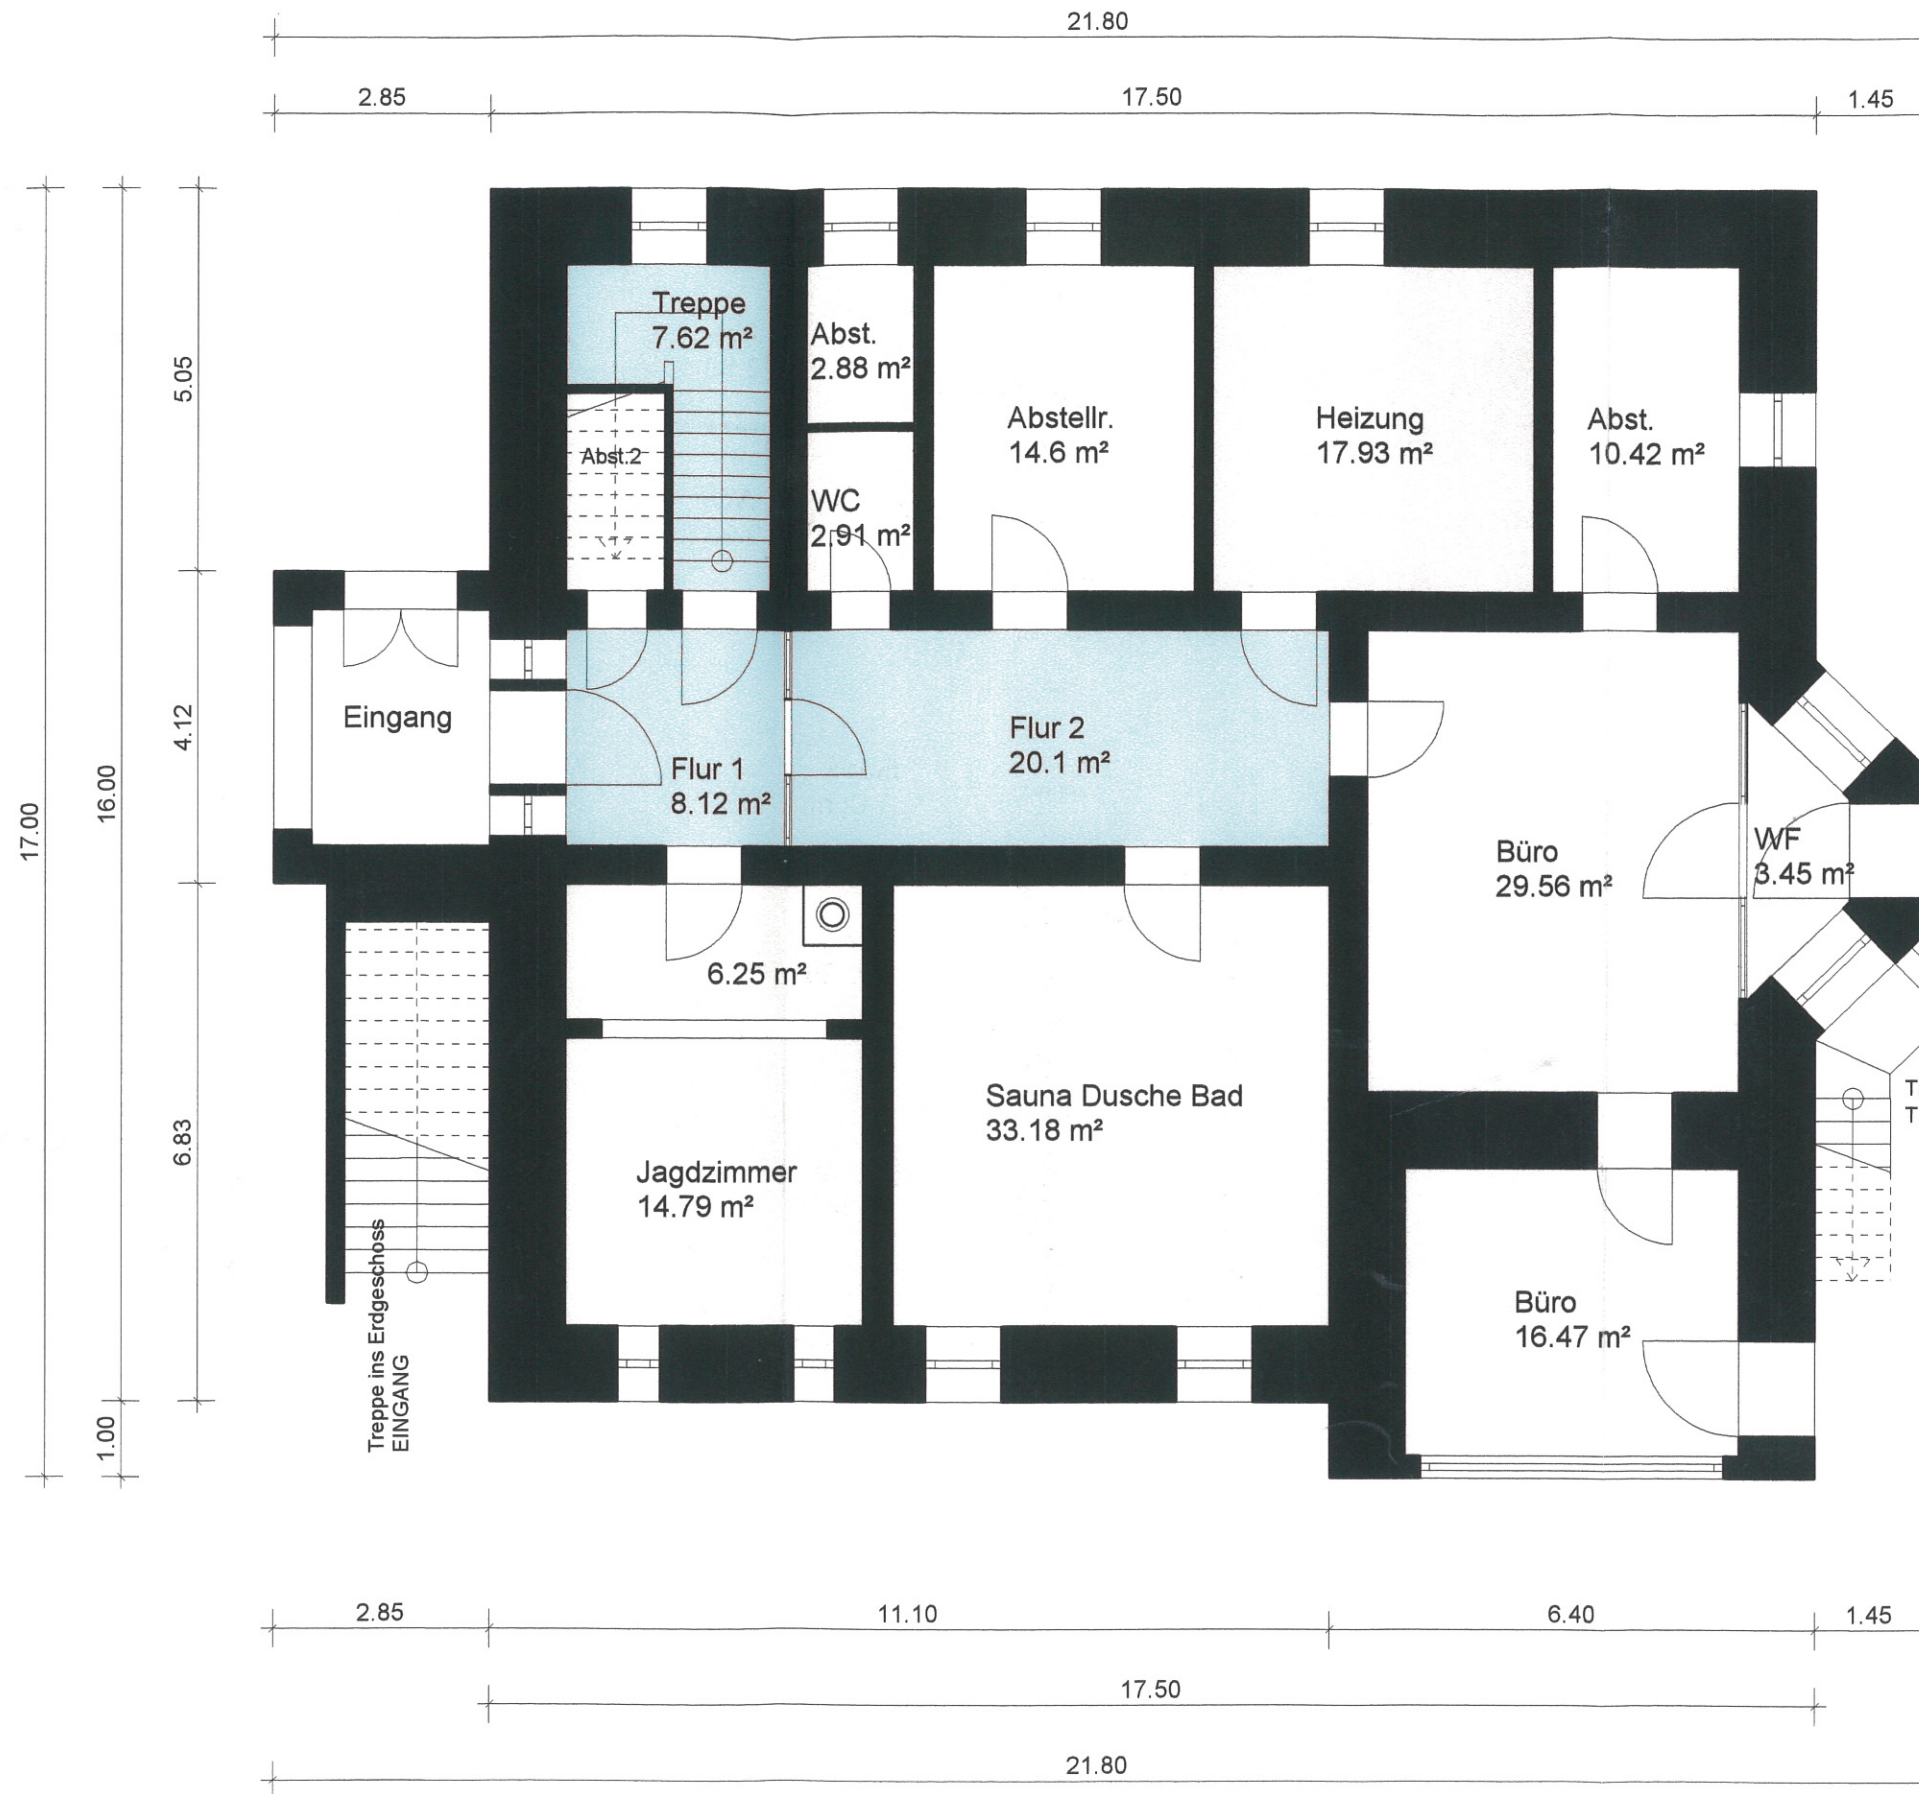 21.80
2.85
17.50
1.45
Treppe
7.62 m²
Abst.
2.88 m²
Abstellr.
14.6 m²
Heizung
17.93 m²
Abst.
10.42 m²
5.05
Abst.2
WC
2.91 m²
Eingang
4.12
Flur 1
8.12 m²
Flur 2
20.1 m²
16.00
17.00
Büro
29.56 m²
WF
3.45 m²
6.25 m²
Sauna Dusche Bad
33.18 m²
T
T
6.83
Jagdzimmer
14.79 m²
Treppe ins Erdgeschoss
EINGANG
Büro
16.47 m²
1.00
2.85
11.10
6.40
1.45
17.50
21.80